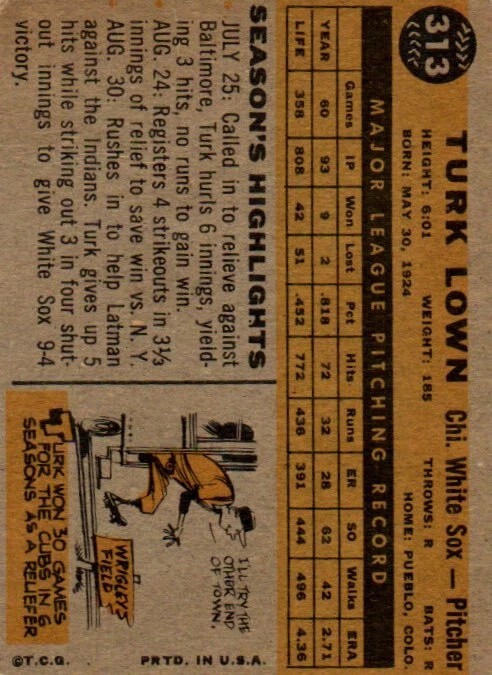 313
TURK LOWN Chi. White Sox — Pitcher
HEIGHT: 6:01 WEIGHT: 185 THROWS: R BATS: R
BORN: MAY 30, 1924 HOME: PUEBLO, COLO.
MAJOR LEAGUE PITCHING RECORD
Games IP Won Lost Pct Hits Runs ER SO Walks ERA
YEAR 60 93 9 2 .818 72 32 28 62 42 2.71
LIFE 358 808 42 51 .452 772 436 391 444 496 4.36
SEASON'S HIGHLIGHTS
JULY 25: Called in to relieve against
Baltimore, Turk hurls 6 innings, yield-
ing 3 hits, no runs to gain win.
AUG. 24: Registers 4 strikeouts in 3⅓
innings of relief to save win vs. N. Y.
AUG. 30: Rushes in to help Latman
against the Indians. Turk gives up 5
hits while striking out 3 in four shut-
out innings to give White Sox 9-4
victory.
I'LL TRY THE
OTHER END
OF TOWN.
WRIGLEY'S
FIELD
TURK WON 30 GAMES
FOR THE CUBS IN 6
SEASONS AS A RELIEFER
©T.C.G. PRTD. IN U.S.A.